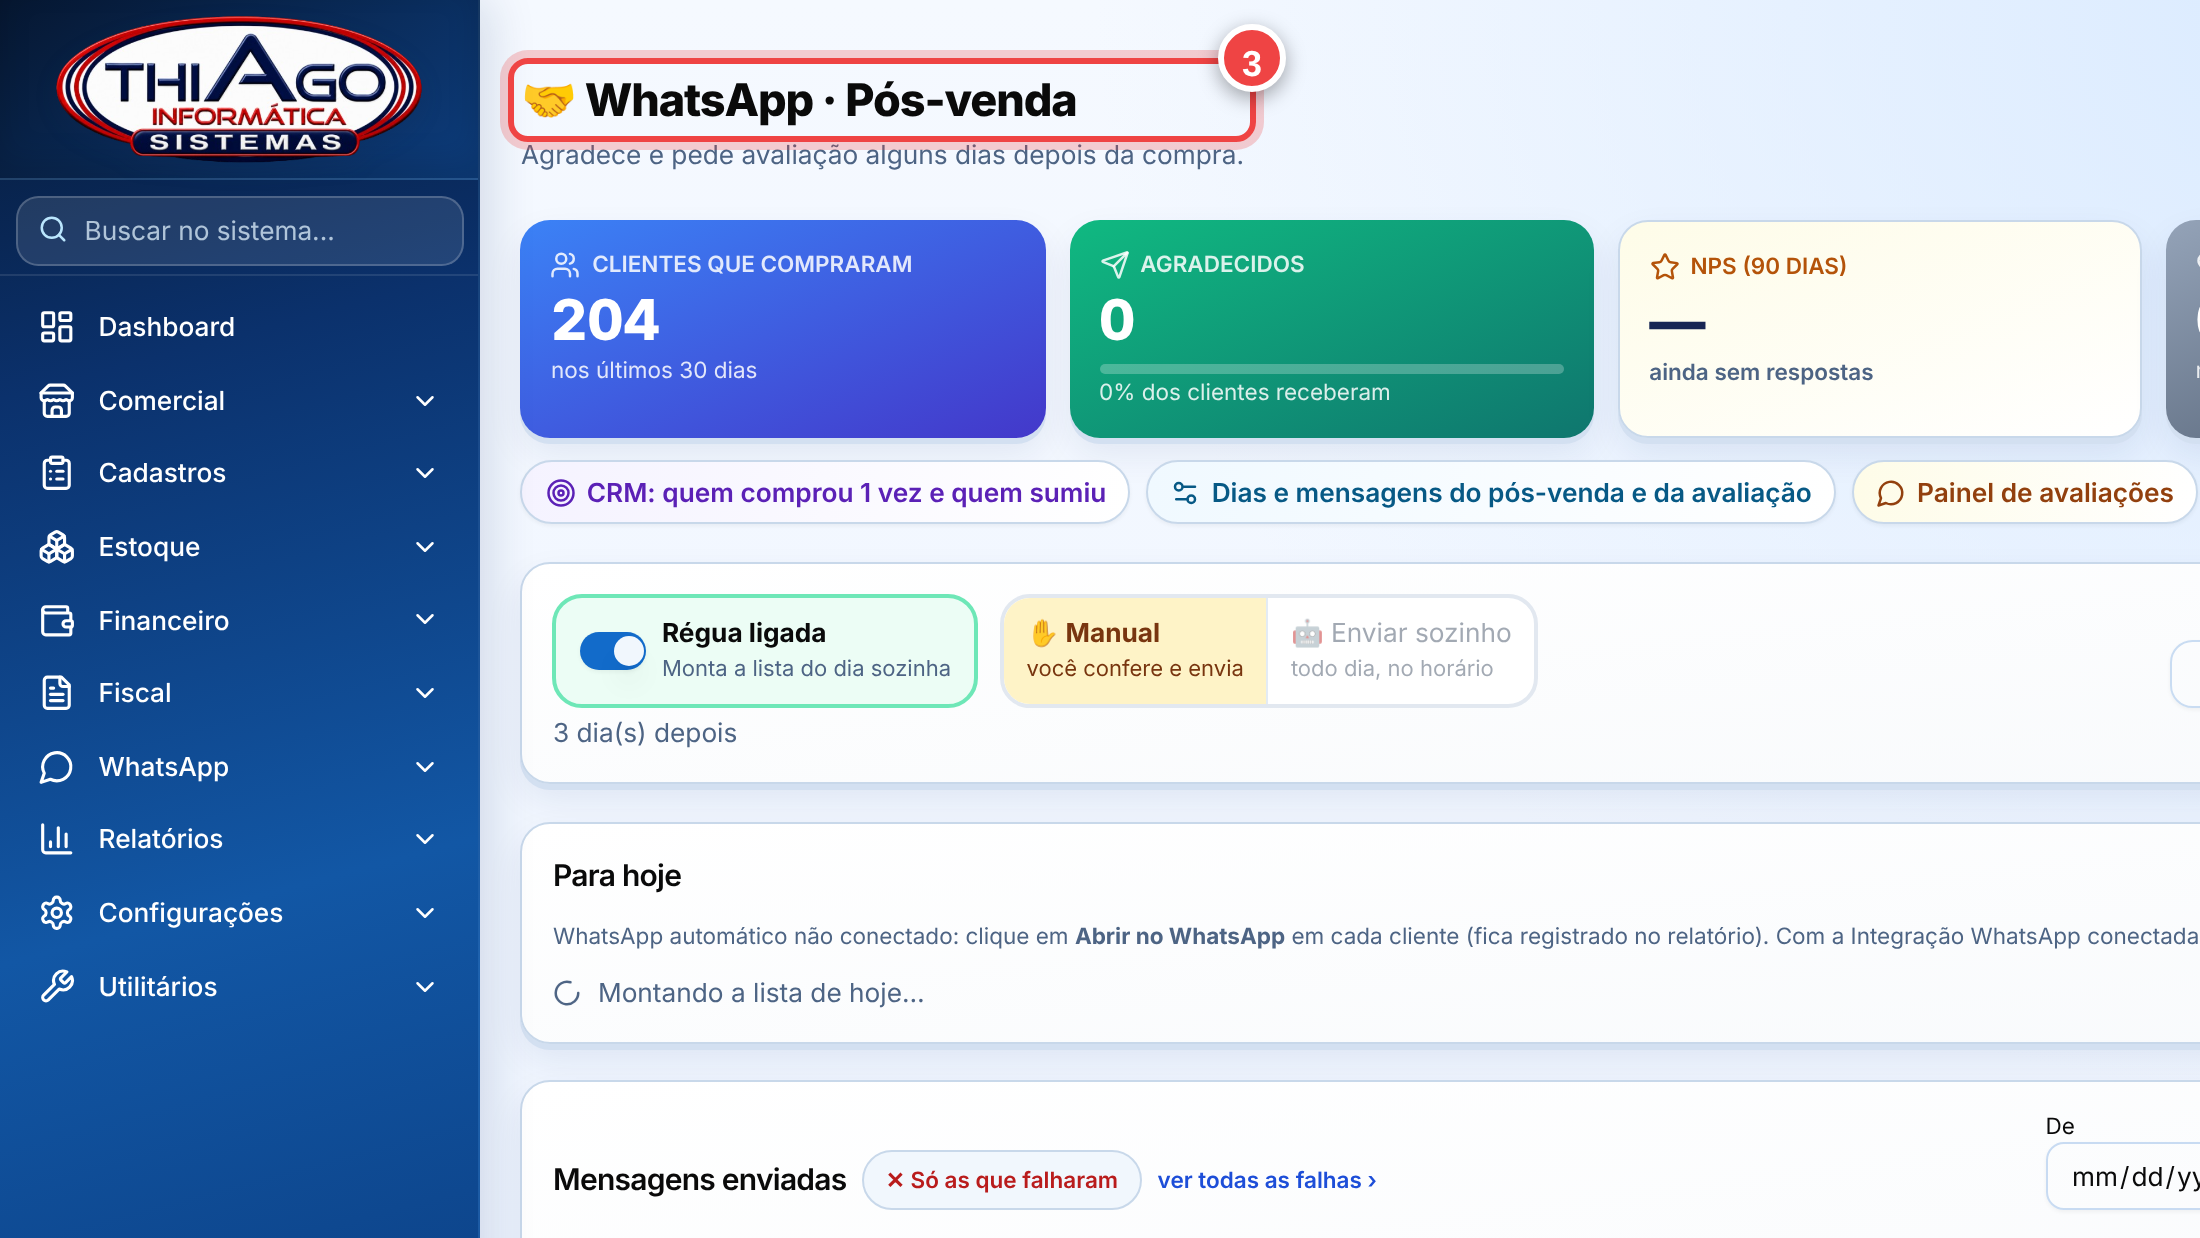 THIAGO
INFORMÁTICA
SISTEMAS
Buscar no sistema...
Dashboard
Comercial
Cadastros
Estoque
Financeiro
Fiscal
WhatsApp
Relatórios
Configurações
Utilitários
3
WhatsApp · Pós-venda
Agradece e pede avaliação alguns dias depois da compra.
CLIENTES QUE COMPRARAM
204
nos últimos 30 dias
AGRADECIDOS
0
0% dos clientes receberam
NPS (90 DIAS)
—
ainda sem respostas
CRM: quem comprou 1 vez e quem sumiu
Dias e mensagens do pós-venda e da avaliação
Painel de avaliações
Régua ligada
Monta a lista do dia sozinha
Manual
você confere e envia
Enviar sozinho
todo dia, no horário
3 dia(s) depois
Para hoje
WhatsApp automático não conectado: clique em Abrir no WhatsApp em cada cliente (fica registrado no relatório). Com a Integração WhatsApp conectada
Montando a lista de hoje...
De
mm/dd/yy
Mensagens enviadas
✕ Só as que falharam
ver todas as falhas ›